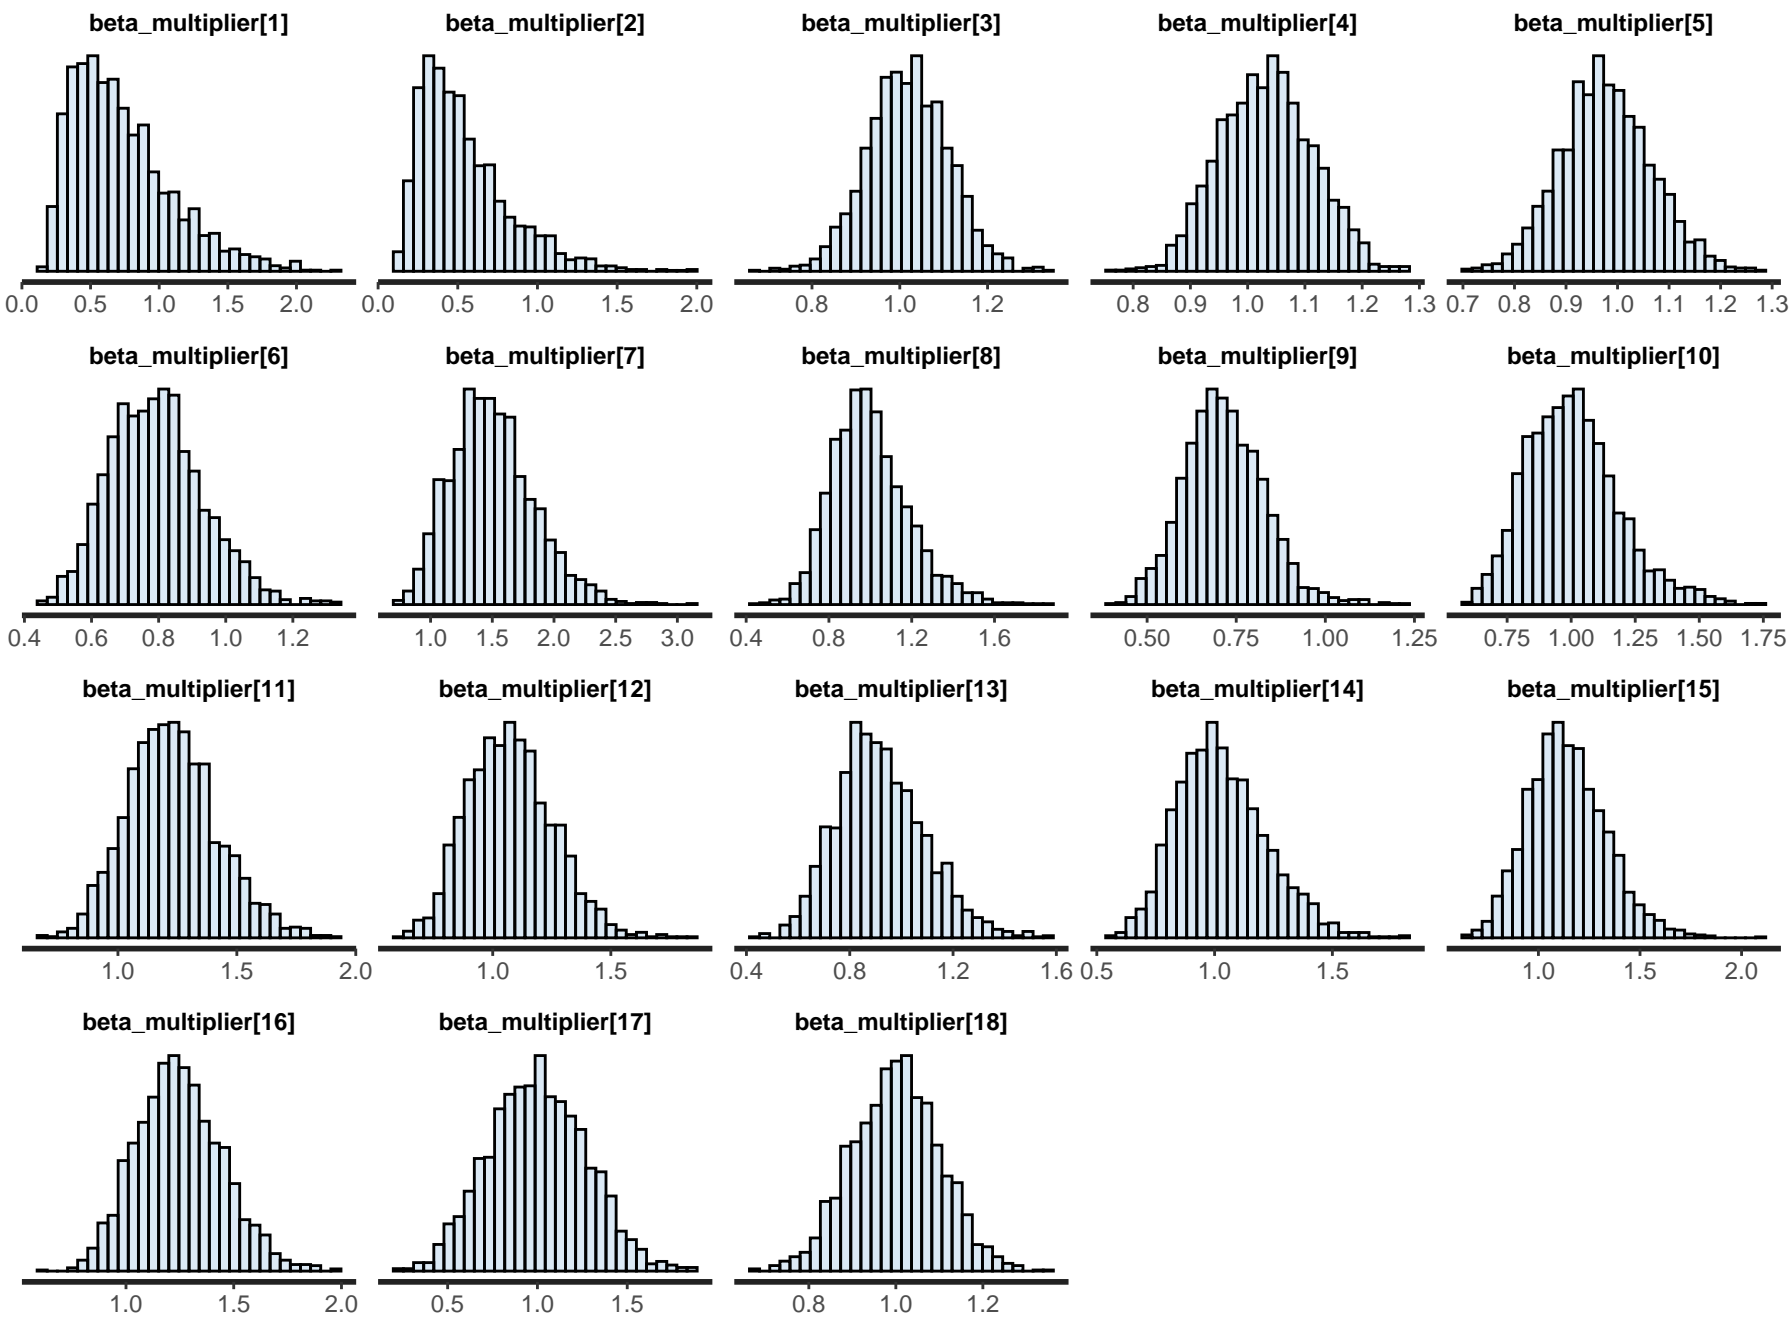 beta_multiplier[1] beta_multiplier[2] beta_multiplier[3] beta_multiplier[4] beta_multiplier[5]
0.0 0.5 1.0 1.5 2.0 0.0 0.5 1.0 1.5 2.0 0.8 1.0 1.2 0.8 0.9 1.0 1.1 1.2 1.3 0.7 0.8 0.9 1.0 1.1 1.2 1.3
beta_multiplier[6] beta_multiplier[7] beta_multiplier[8] beta_multiplier[9] beta_multiplier[10]
0.4 0.6 0.8 1.0 1.2 1.0 1.5 2.0 2.5 3.0 0.4 0.8 1.2 1.6 0.50 0.75 1.00 1.25 0.75 1.00 1.25 1.50 1.75
beta_multiplier[11] beta_multiplier[12] beta_multiplier[13] beta_multiplier[14] beta_multiplier[15]
1.0 1.5 2.0 1.0 1.5 0.4 0.8 1.2 1.6 0.5 1.0 1.5 1.0 1.5 2.0
beta_multiplier[16] beta_multiplier[17] beta_multiplier[18]
1.0 1.5 2.0 0.5 1.0 1.5 0.8 1.0 1.2